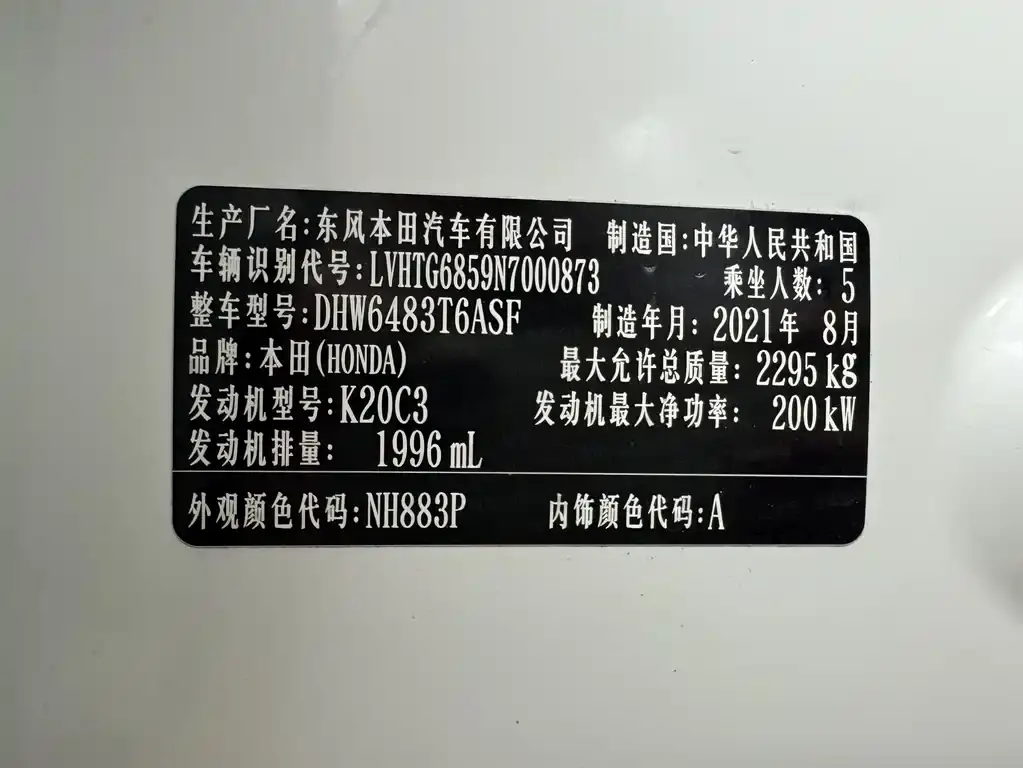 生产厂名:东风本田汽车有限公司 制造国:中华人民共和国
车辆识别代号:LVHTG6859N7000873 乘坐人数: 5
整车型号:DHW6483T6ASF 制造年月: 2021年 8月
品牌:本田(HONDA) 最大允许总质量: 2295 kg
发动机型号:K20C3 发动机最大净功率: 200 kW
发动机排量: 1996 mL
外观颜色代码:NH883P 内饰颜色代码:A